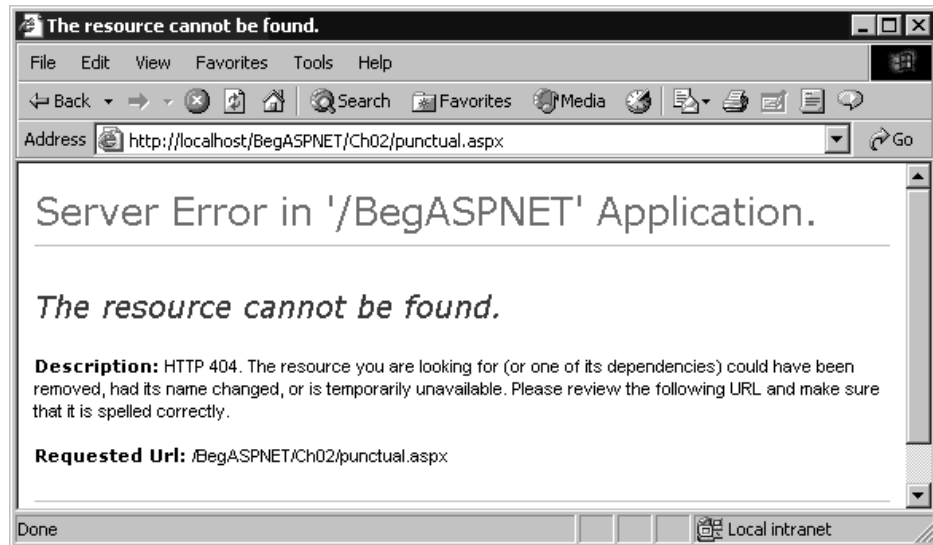 The resource cannot be found.
File Edit View Favorites Tools Help
Back Search Favorites Media
Address http://localhost/BegASPNET/Ch02/punctual.aspx Go
Server Error in '/BegASPNET' Application.
The resource cannot be found.
Description: HTTP 404. The resource you are looking for (or one of its dependencies) could have been
removed, had its name changed, or is temporarily unavailable. Please review the following URL and make sure
that it is spelled correctly.
Requested Url: /BegASPNET/Ch02/punctual.aspx
Done Local intranet